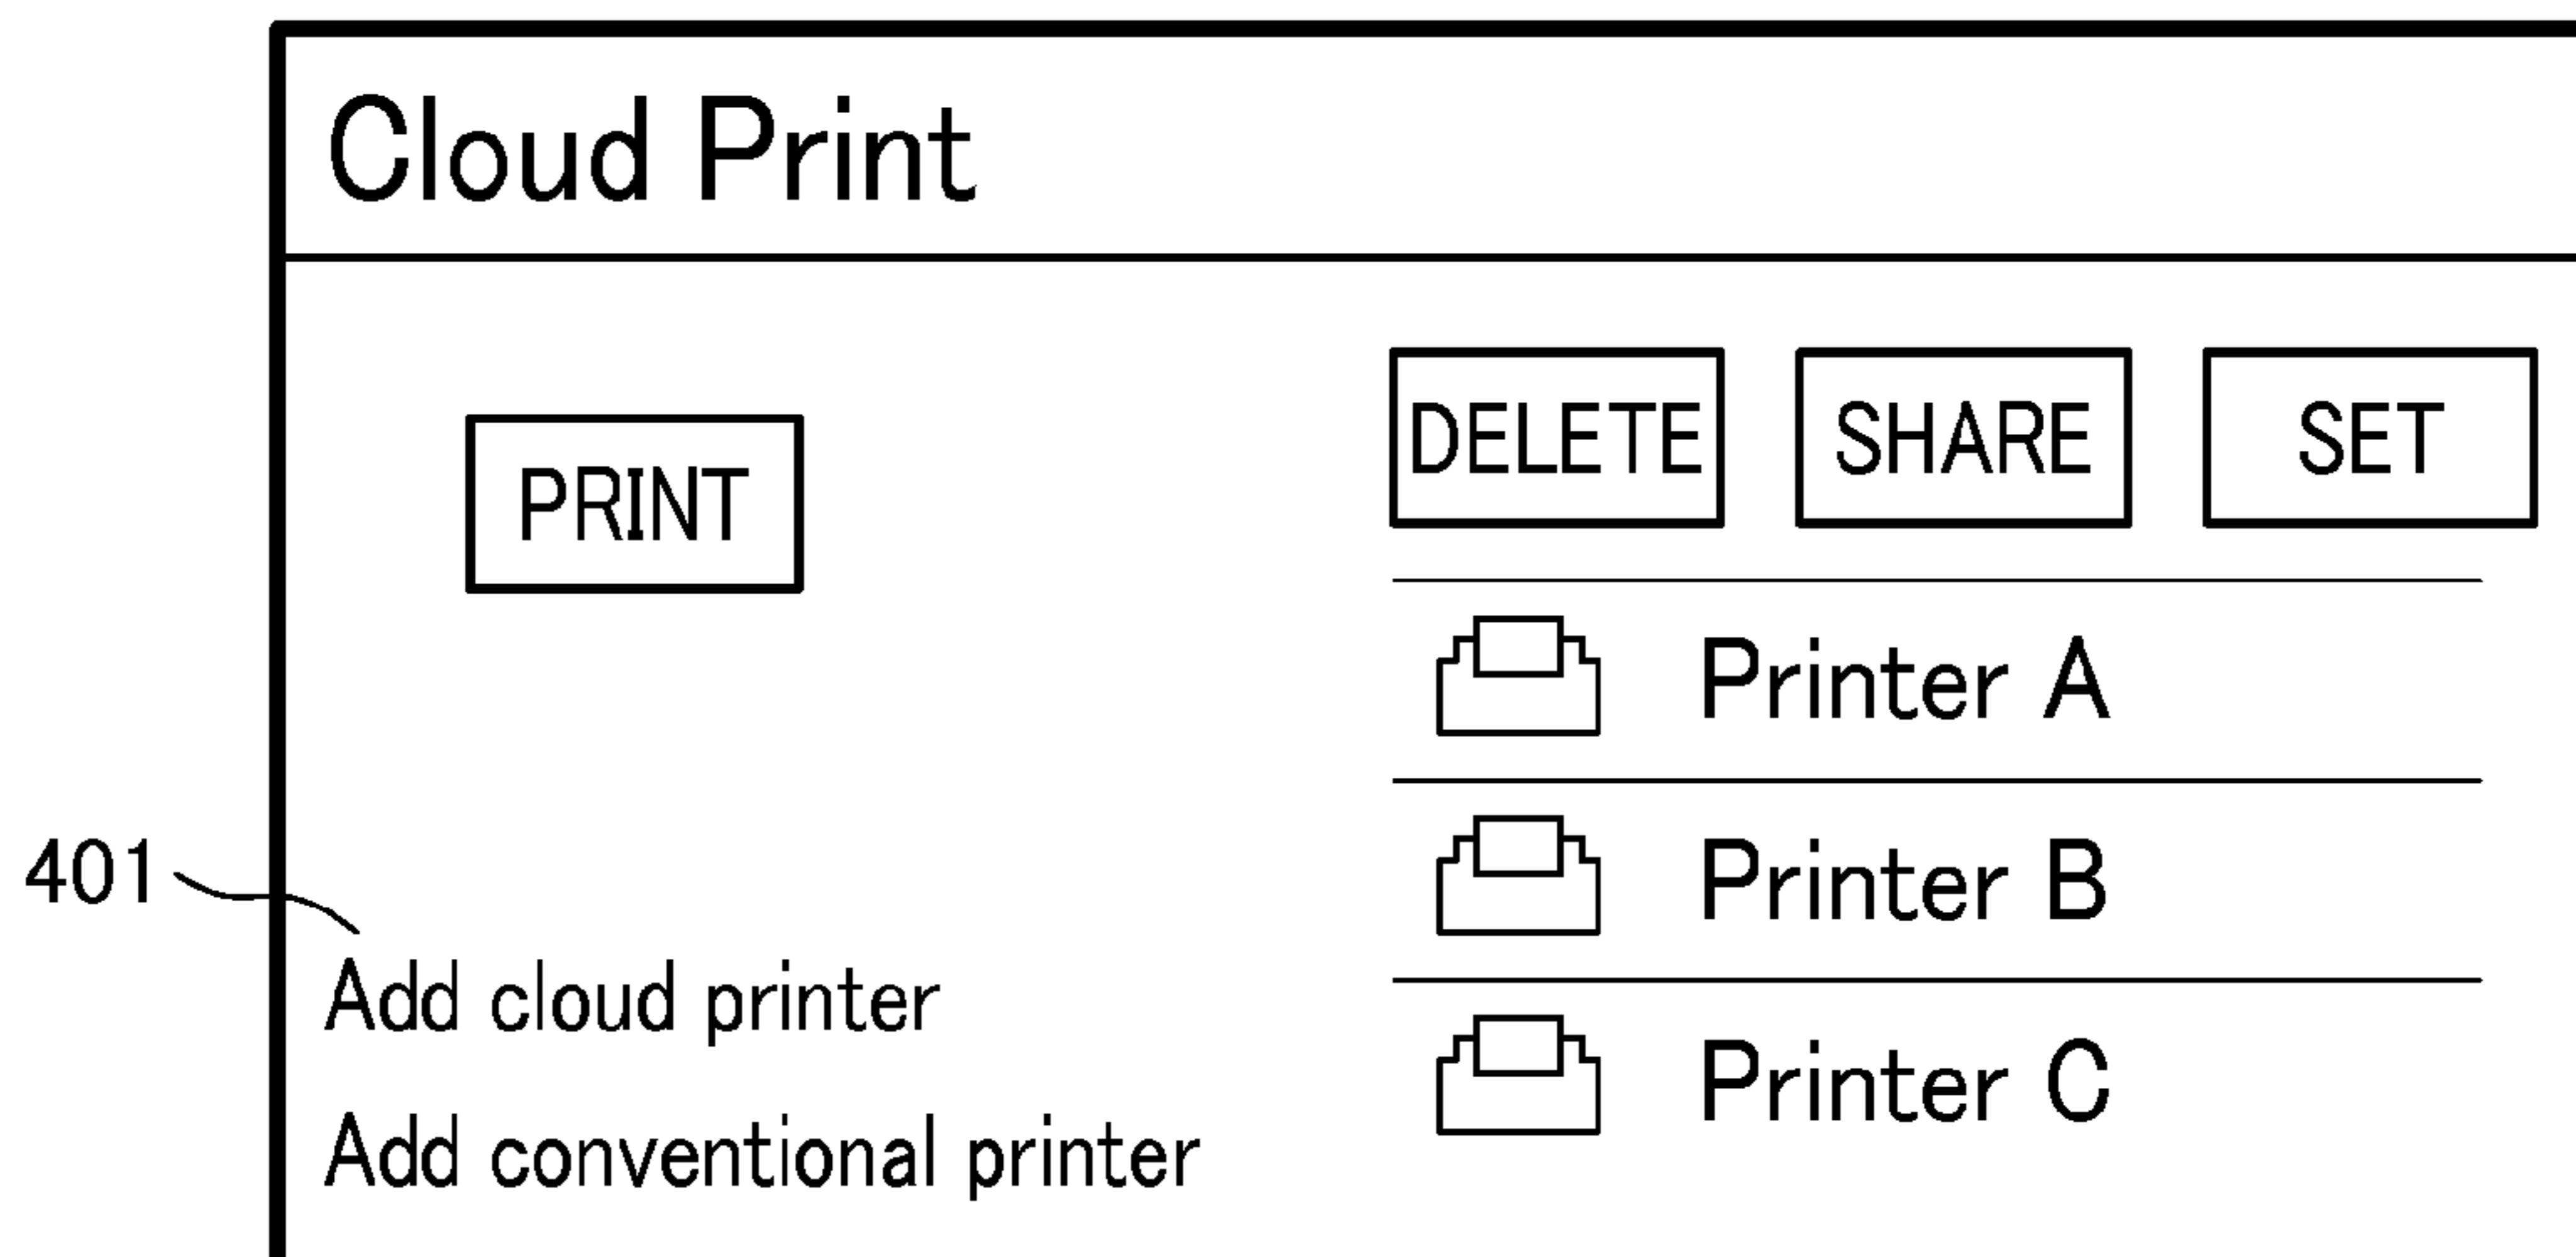 Cloud Print
PRINT
DELETE SHARE SET
Printer A
Printer B
Printer C
401
Add cloud printer
Add conventional printer